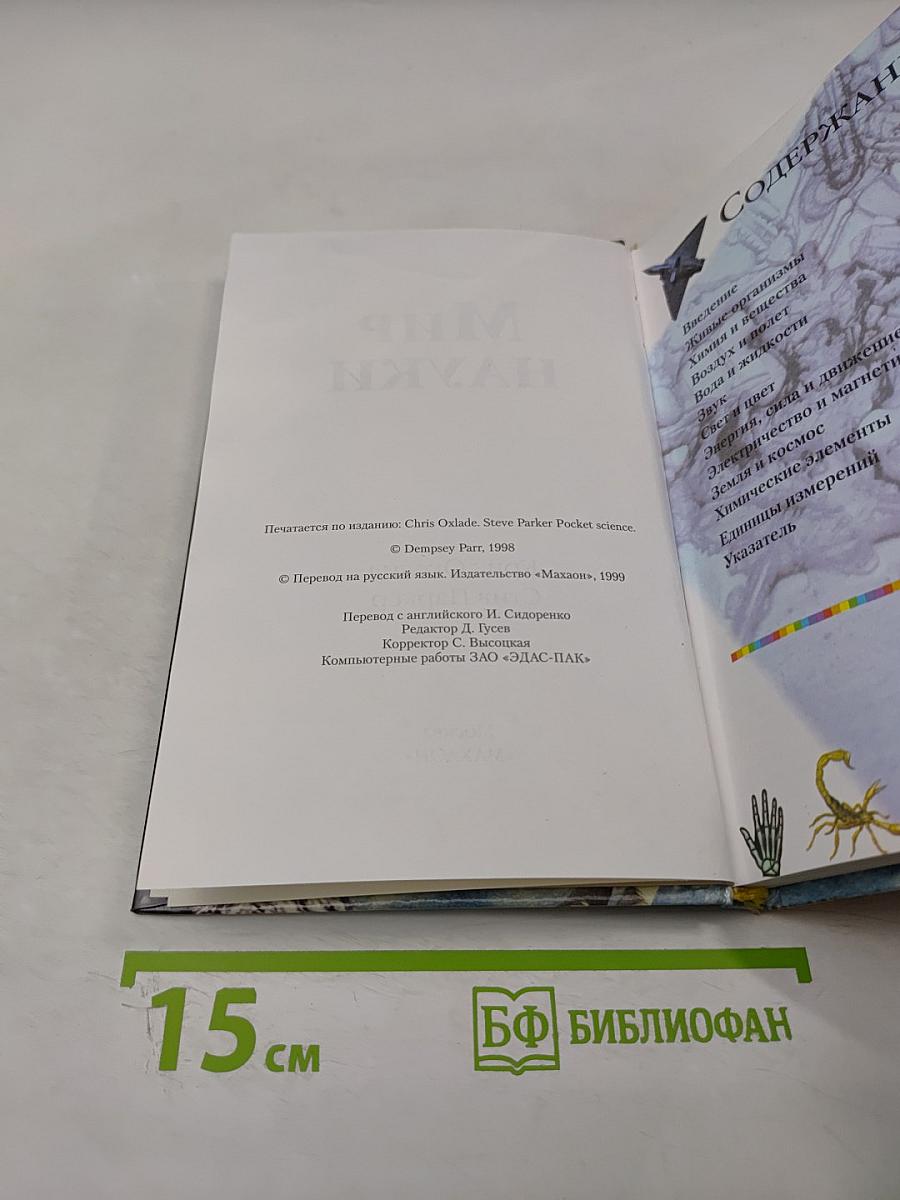 Мир
науки
Печатается по изданию: Chris Oxlade. Steve Parker Pocket science.
© Dempsey Parr, 1998
© Перевод на русский язык. Издательство «Махаон», 1999
Перевод с английского И. Сидоренко
Редактор Д. Гусев
Корректор С. Высоцкая
Компьютерные работы ЗАО «ЭДАС-ПАК»
Содержан
Введение
Живые организмы
Химия и вещества
Воздух и полет
Вода и жидкости
Звук
Свет и цвет
Энергия, сила и движение
Электричество и магнети
Земля и космос
Химические элементы
Единицы измерений
Указатель
15 см
БФ БИБЛИОФАН